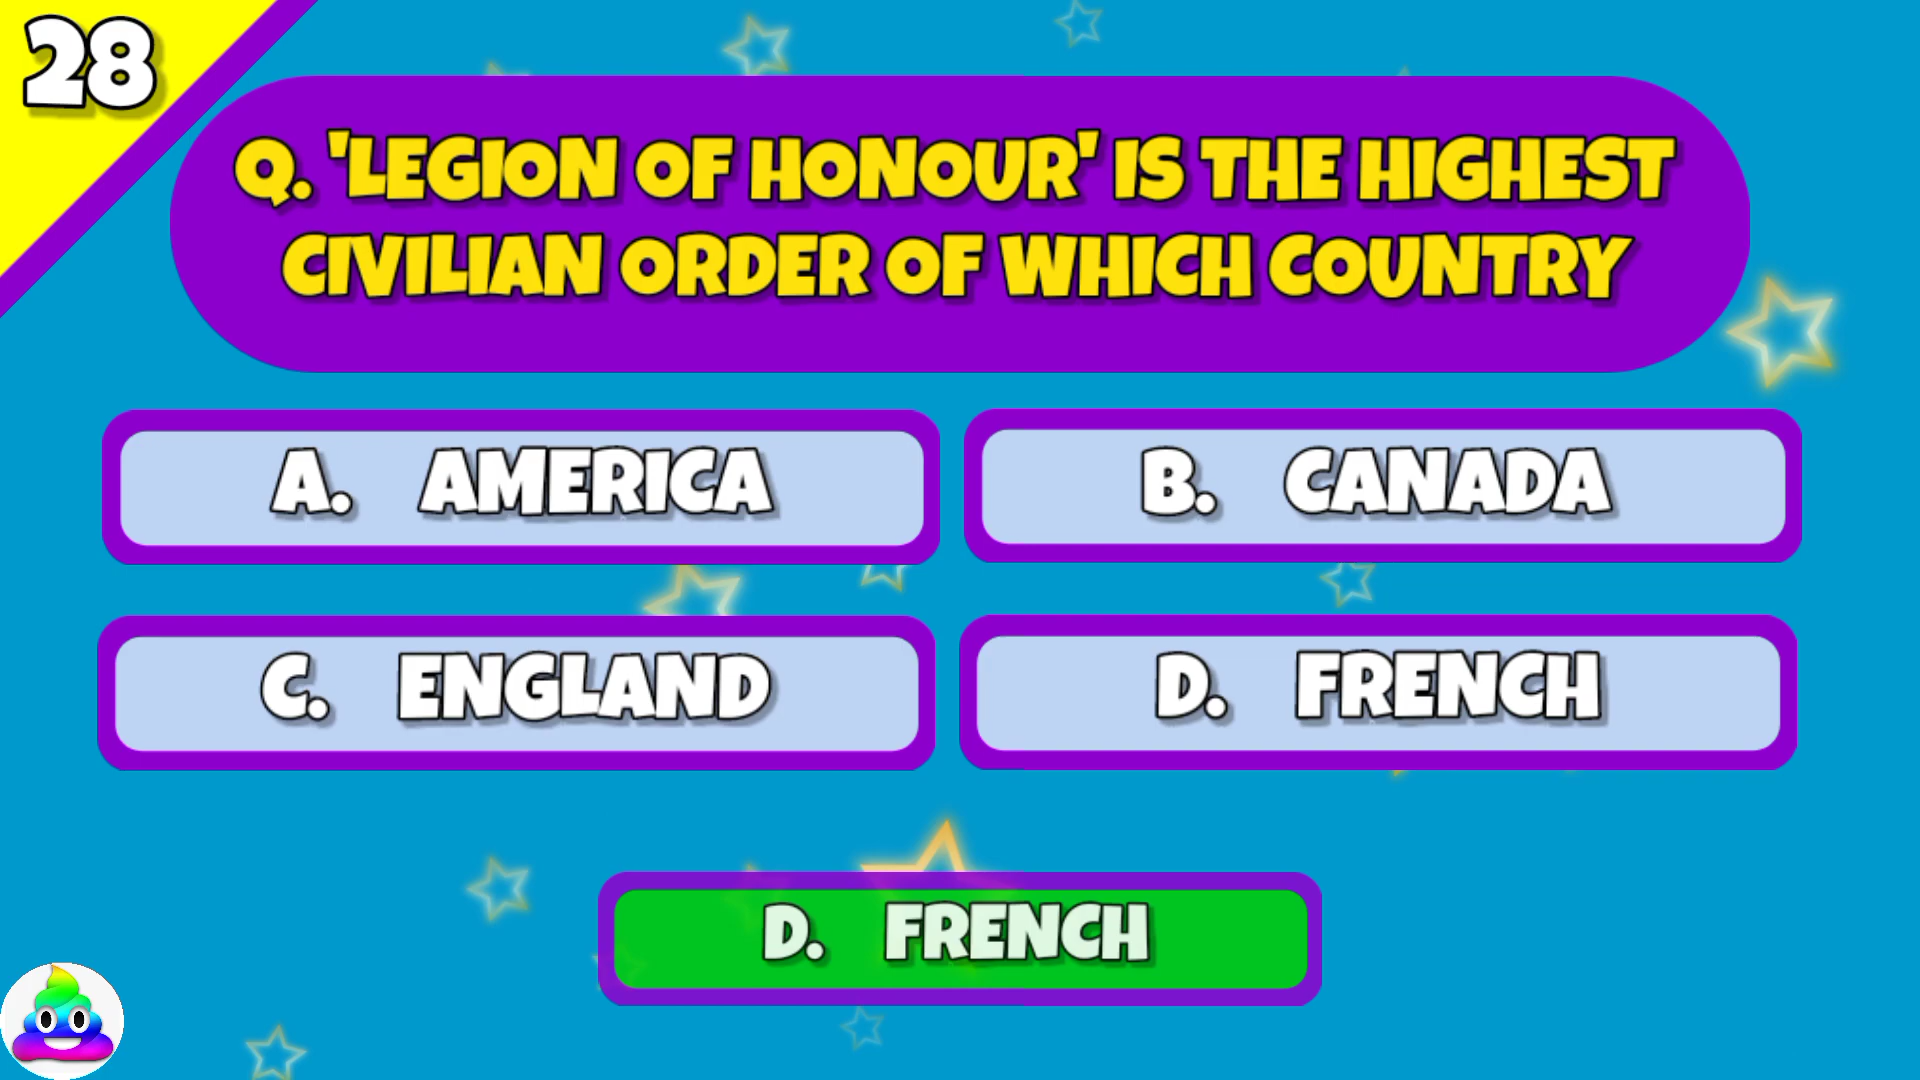 28
Q. 'LEGION OF HONOUR' IS THE HIGHEST
CIVILIAN ORDER OF WHICH COUNTRY
A. AMERICA
B. CANADA
C. ENGLAND
D. FRENCH
D. FRENCH